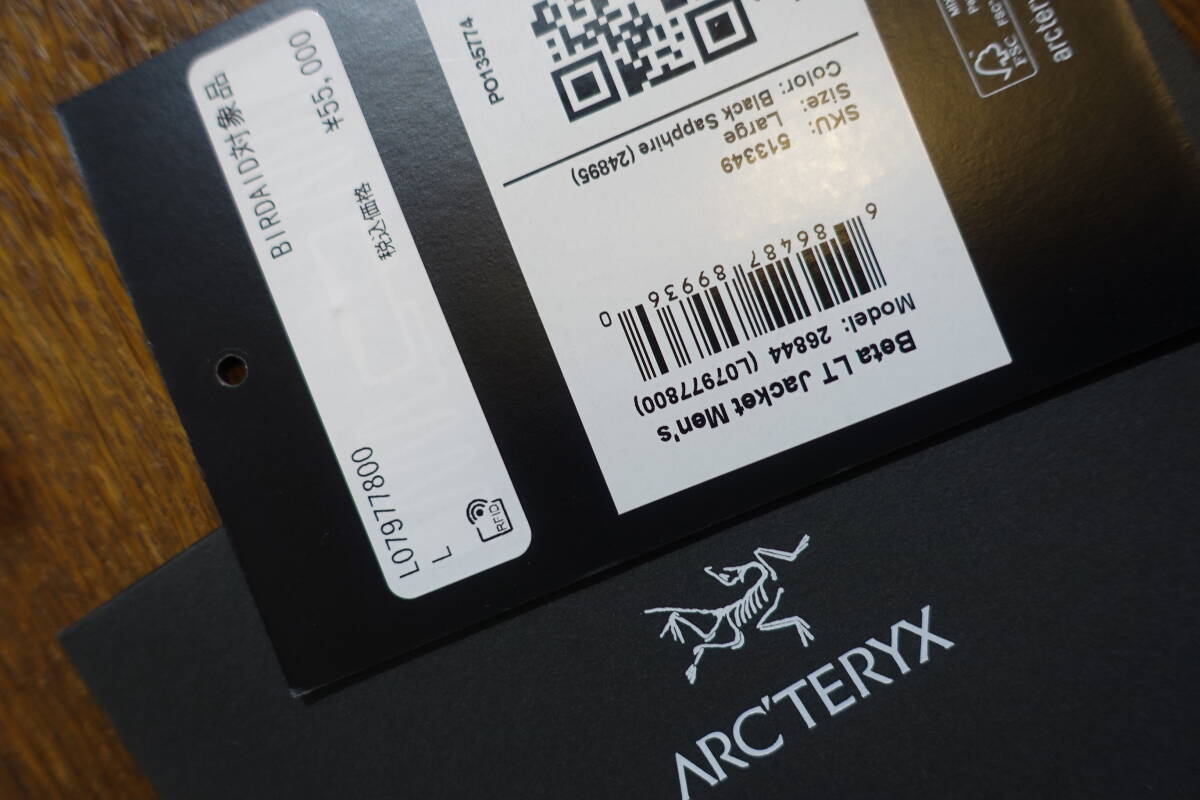 BIRDAID対象品
税込価格 ¥55,000
L07977800
L
RFID
Beta LT Jacket Men's
Model: 26844 (L07977800)
6 86487 89936 0
SKU: 513349
Size: Large
Color: Black Sapphire (24895)
PO135774
FSC
ARC'TERYX